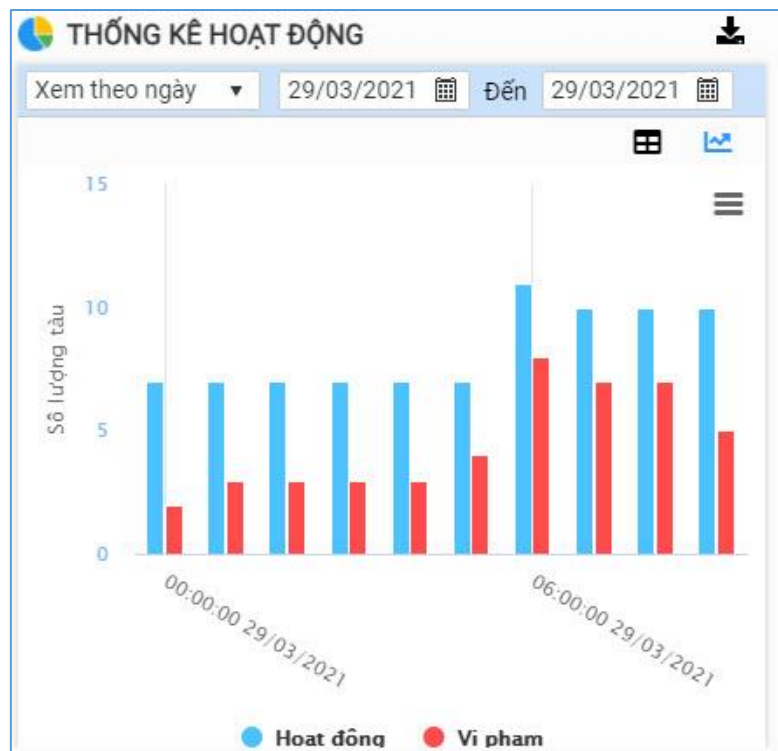 THỐNG KÊ HOẠT ĐỘNG
Xem theo ngày 29/03/2021 Đến 29/03/2021
15
10
5
0
Số lượng tàu
00:00:00 29/03/2021
06:00:00 29/03/2021
Hoạt động Vi phạm